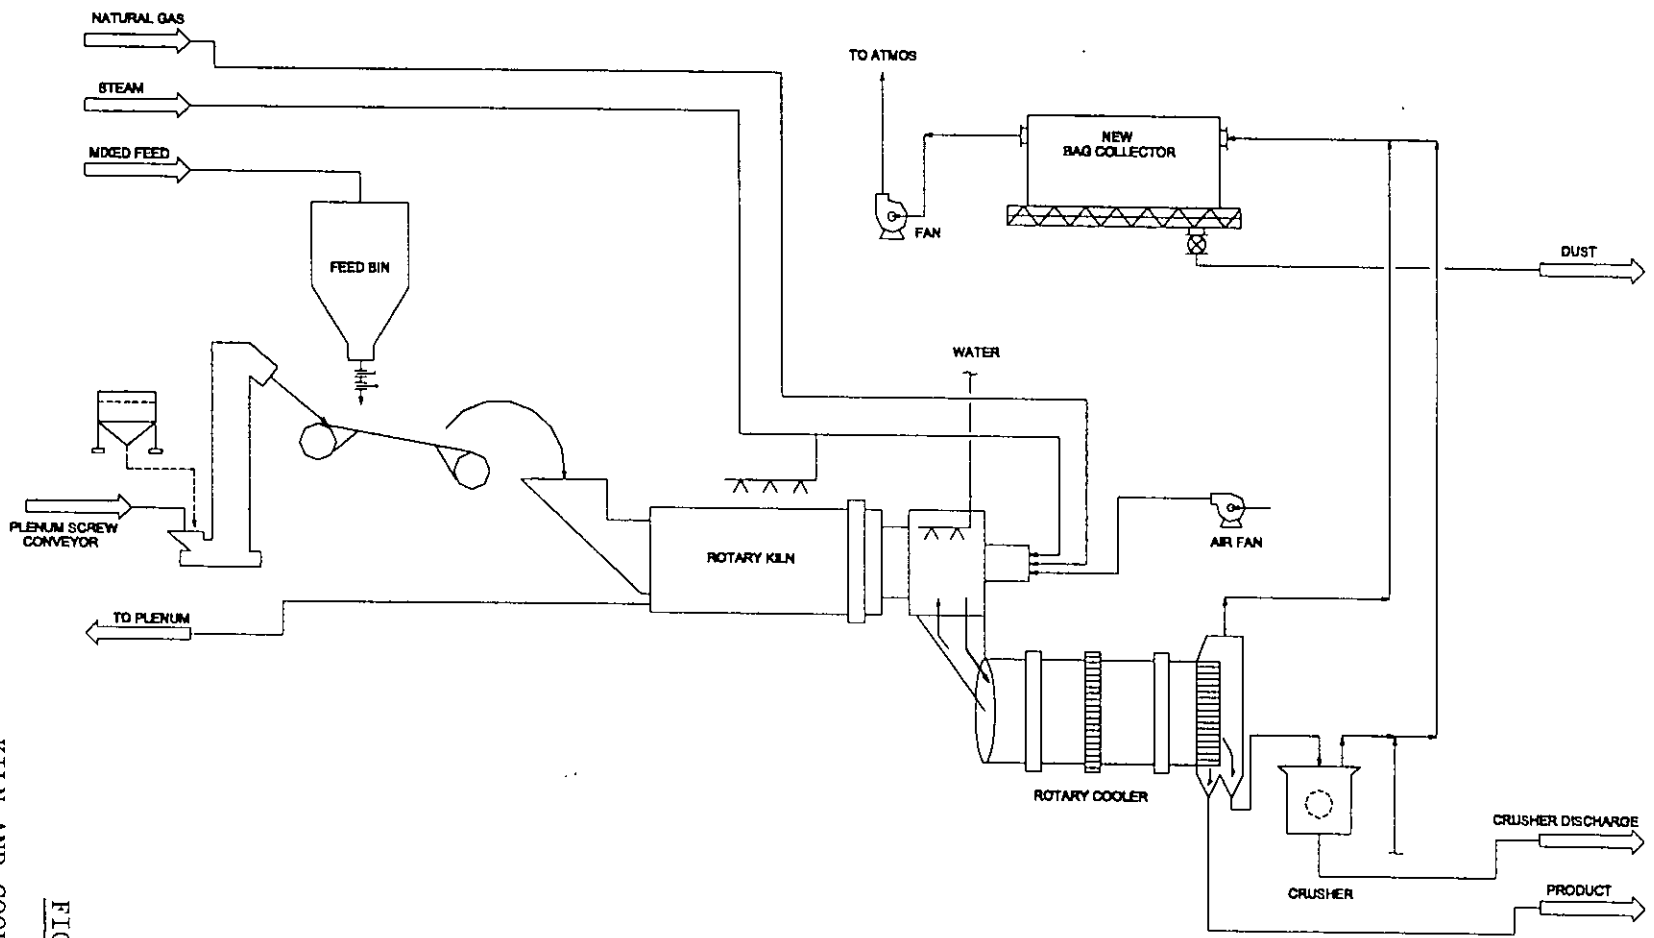 NATURAL GAS
STEAM
MIXED FEED
TO ATMOS
NEW
BAG COLLECTOR
FAN
DUST
FEED BIN
WATER
PLENUM SCREW
CONVEYOR
ROTARY KILN
AIR FAN
TO PLENUM
ROTARY COOLER
CRUSHER DISCHARGE
CRUSHER
PRODUCT
AND